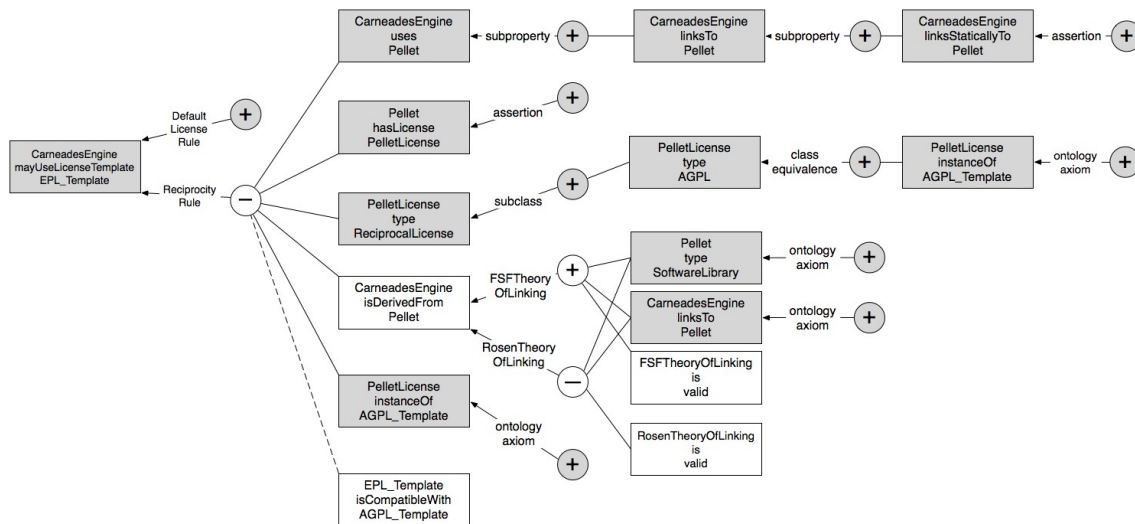 CarneadesEngine
uses
Pellet
subproperty
+
CarneadesEngine
linksTo
Pellet
subproperty
+
CarneadesEngine
linksStaticallyTo
Pellet
assertion
+
Pellet
hasLicense
PelletLicense
assertion
+
CarneadesEngine
mayUseLicenseTemplate
EPL_Template
Default
License
Rule
+
Reciprocity
Rule
−
PelletLicense
type
ReciprocalLicense
subclass
+
PelletLicense
type
AGPL
class
equivalence
+
PelletLicense
instanceOf
AGPL_Template
ontology
axiom
+
CarneadesEngine
isDerivedFrom
Pellet
FSFTheory
OfLinking
+
RosenTheory
OfLinking
−
Pellet
type
SoftwareLibrary
ontology
axiom
+
CarneadesEngine
linksTo
Pellet
ontology
axiom
+
FSFTheoryOfLinking
is
valid
RosenTheoryOfLinking
is
valid
PelletLicense
instanceOf
AGPL_Template
ontology
axiom
+
EPL_Template
isCompatibleWith
AGPL_Template